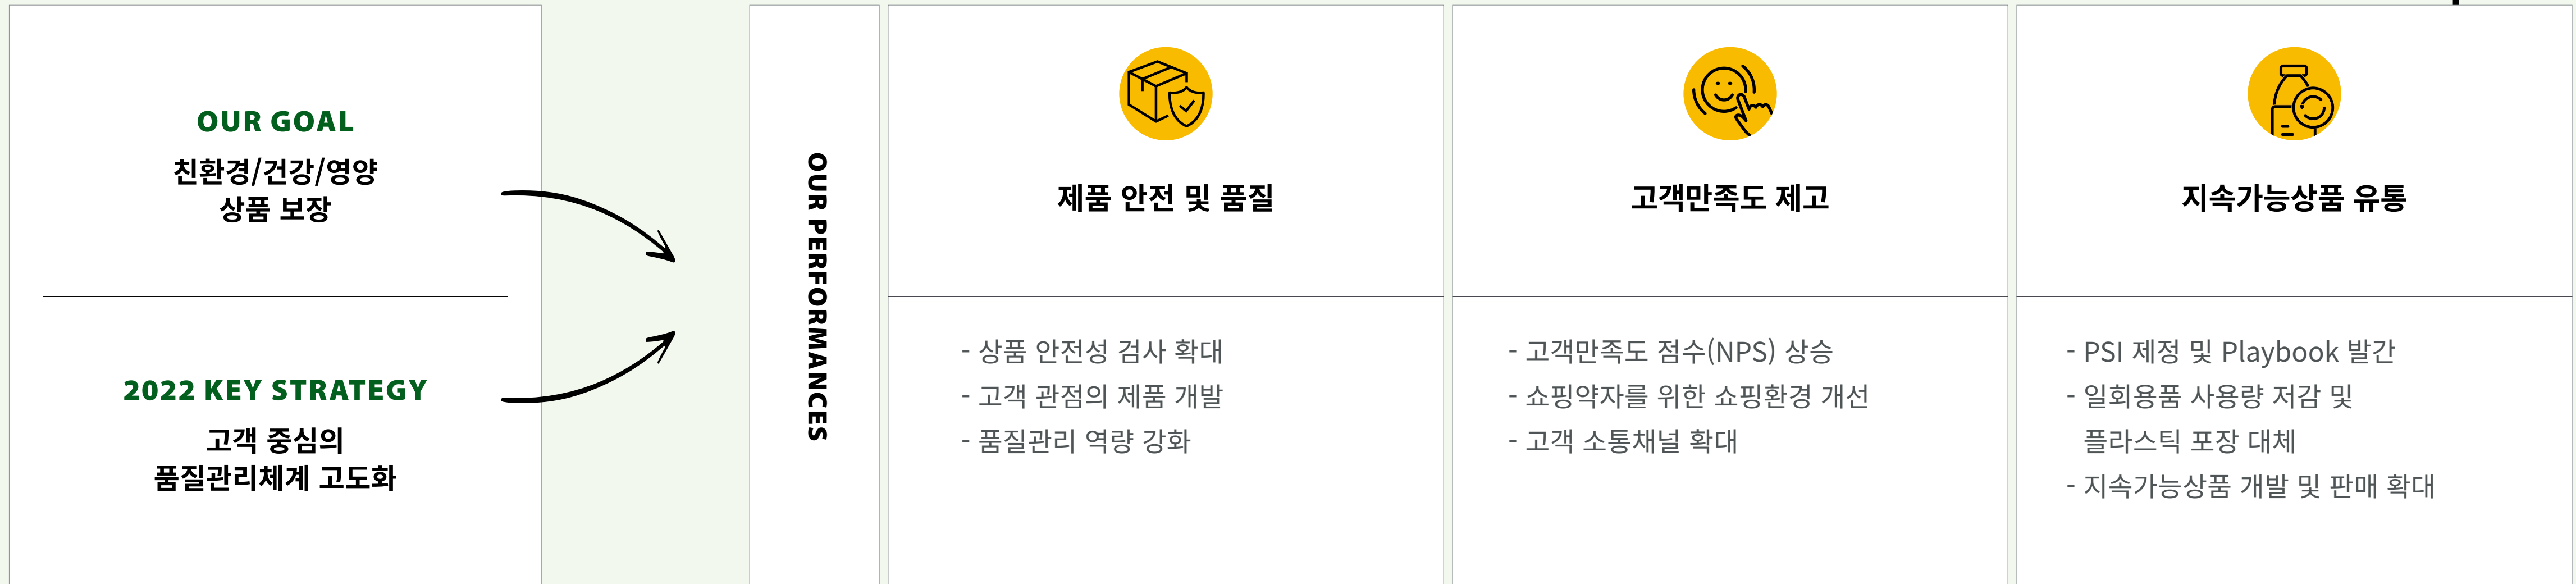 OUR GOAL
친환경/건강/영양
상품 보장
2022 KEY STRATEGY
고객 중심의
품질관리체계 고도화
OUR PERFORMANCES
제품 안전 및 품질
- 상품 안전성 검사 확대
- 고객 관점의 제품 개발
- 품질관리 역량 강화
고객만족도 제고
- 고객만족도 점수(NPS) 상승
- 쇼핑약자를 위한 쇼핑환경 개선
- 고객 소통채널 확대
지속가능상품 유통
- PSI 제정 및 Playbook 발간
- 일회용품 사용량 저감 및
플라스틱 포장 대체
- 지속가능상품 개발 및 판매 확대